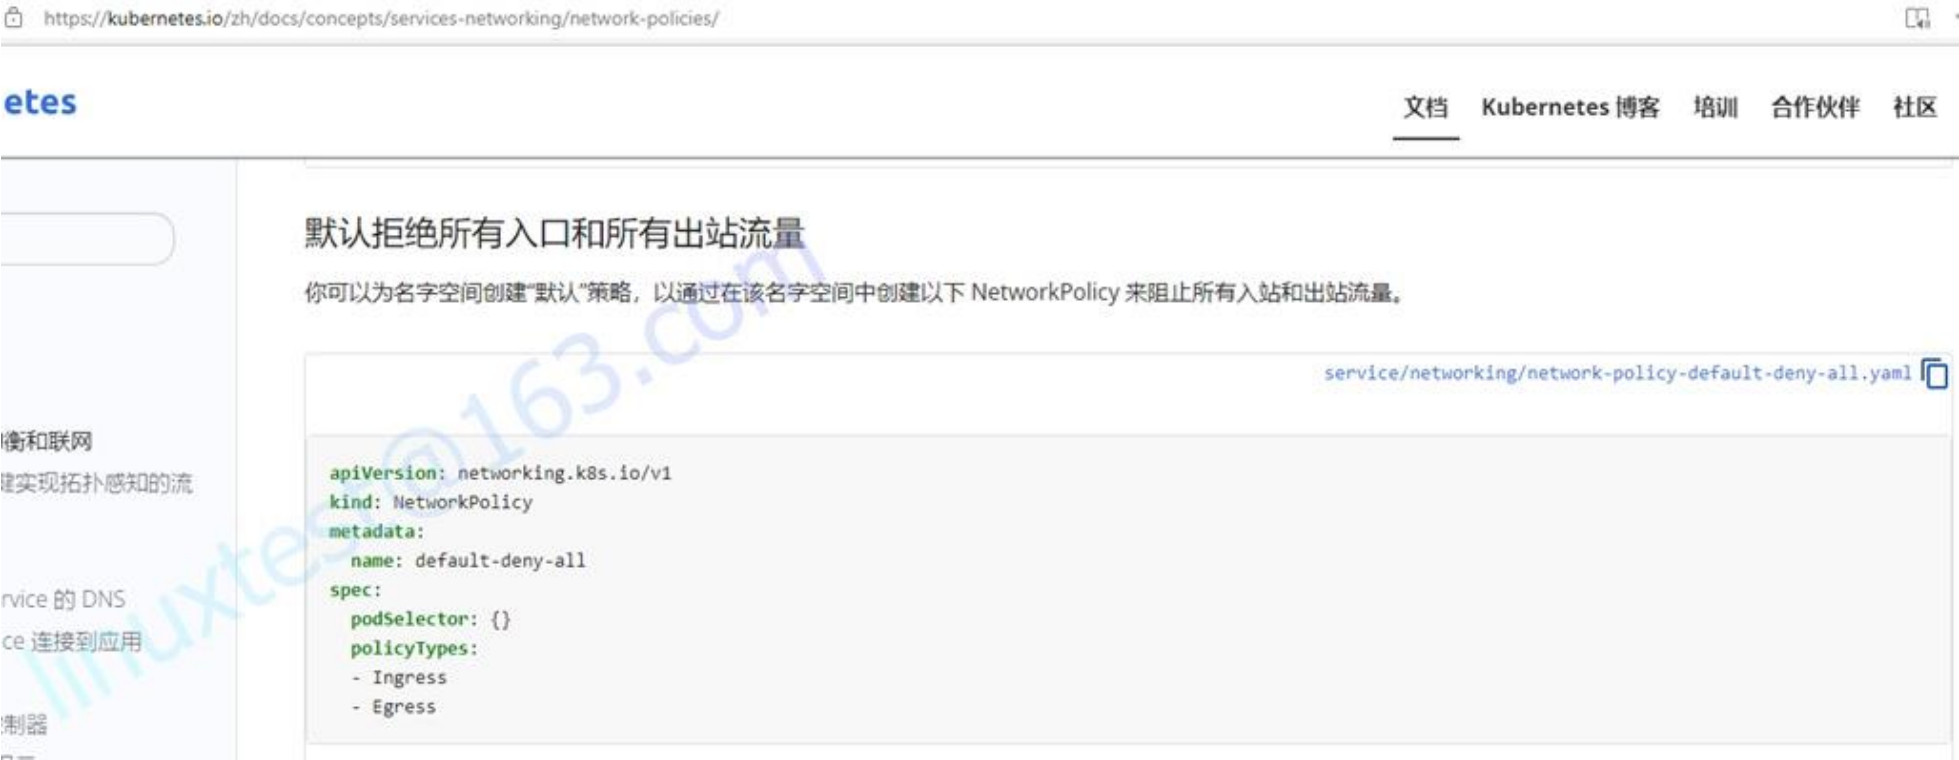 https://kubernetes.io/zh/docs/concepts/services-networking/network-policies/
etes
文档 Kubernetes 博客 培训 合作伙伴 社区
默认拒绝所有入口和所有出站流量
你可以为名字空间创建“默认”策略，以通过在该名字空间中创建以下 NetworkPolicy 来阻止所有入站和出站流量。
service/networking/network-policy-default-deny-all.yaml
衡和联网
键实现拓扑感知的流
rvice 的 DNS
ce 连接到应用
制器
apiVersion: networking.k8s.io/v1
kind: NetworkPolicy
metadata:
  name: default-deny-all
spec:
  podSelector: {}
  policyTypes:
  - Ingress
  - Egress
linuxtest@163.com